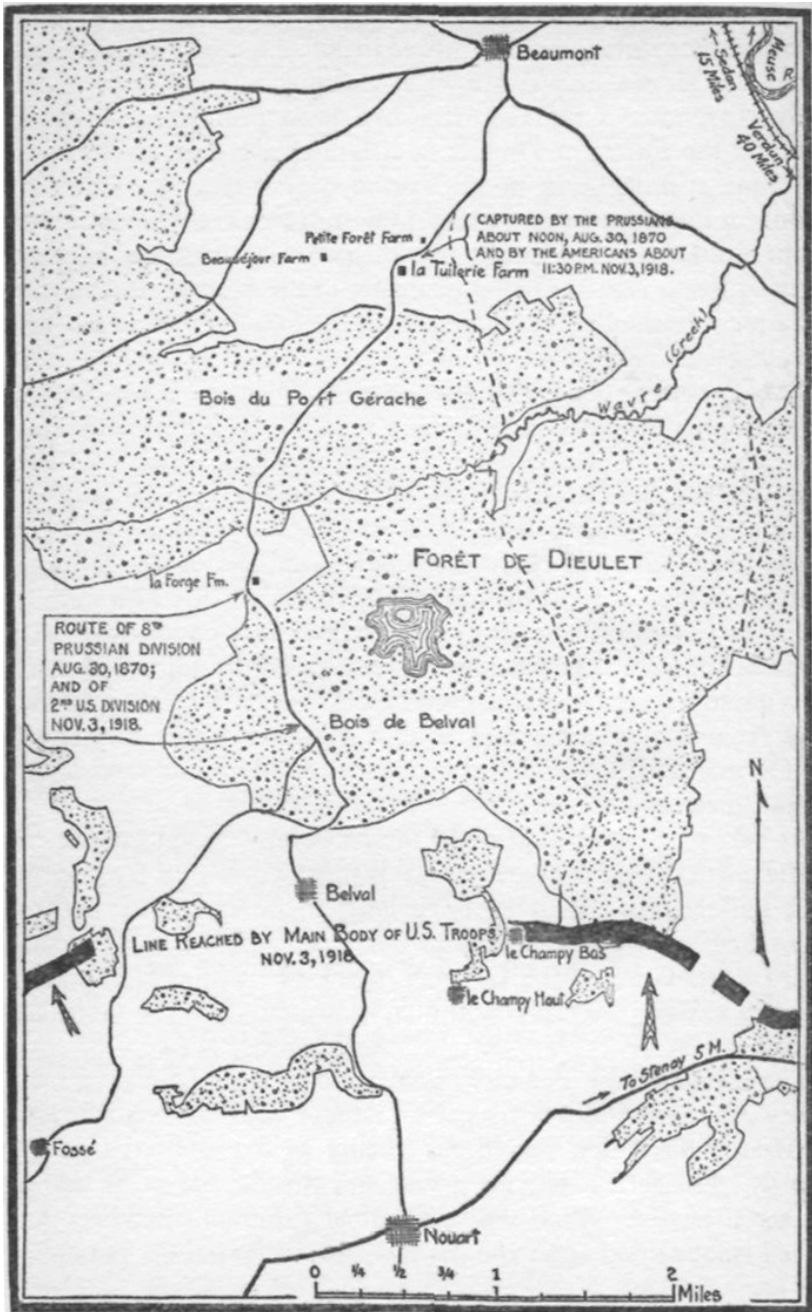 Beaumont
Meuse R.
Sedan
15 Miles
Verdun
40 Miles
Petite Forêt Farm
CAPTURED BY THE PRUSSIANS
ABOUT NOON, AUG. 30, 1870
AND BY THE AMERICANS ABOUT
11:30 P.M. NOV. 3, 1918.
Beauséjour Farm
la Tuilerie Farm
Wavre (Creek)
Bois du Port Gérache
FORÊT DE DIEULET
la Forge Fm.
ROUTE OF 8TH
PRUSSIAN DIVISION
AUG. 30, 1870;
AND OF
2ND U.S. DIVISION
NOV. 3, 1918.
Bois de Belval
N
Belval
LINE REACHED BY MAIN BODY OF U.S. TROOPS
NOV. 3, 1918
le Champy Bas
le Champy Haut
To Stenay 5 M.
Fossé
Nouart
0 1/4 1/2 3/4 1 2
Miles